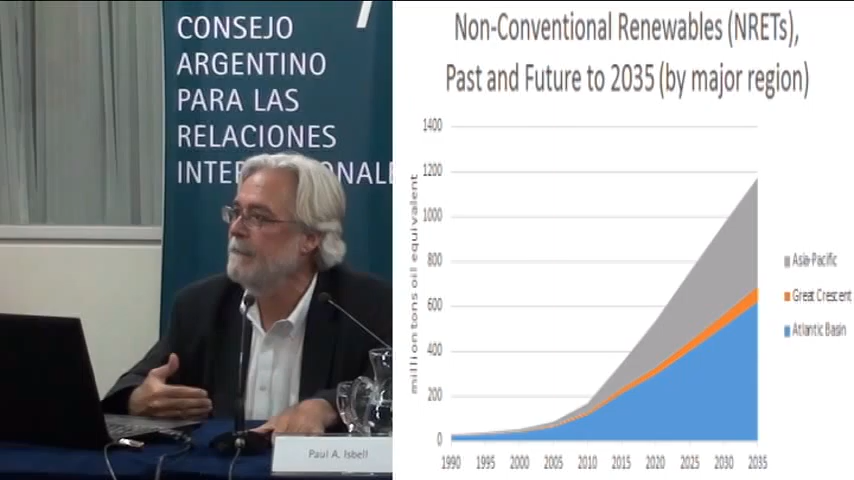 CONSEJO
ARGENTINO
PARA LAS
RELACIONES
INTE ONALE
Paul A. Isbell
Non-Conventional Renewables (NRETs),
Past and Future to 2035 (by major region)
million tons oil equivalent
1400
1200
1000
800
600
400
200
0
1990 1995 2000 2005 2010 2015 2020 2025 2030 2035
Asia-Pacific
Great Crescent
Atlantic Basin